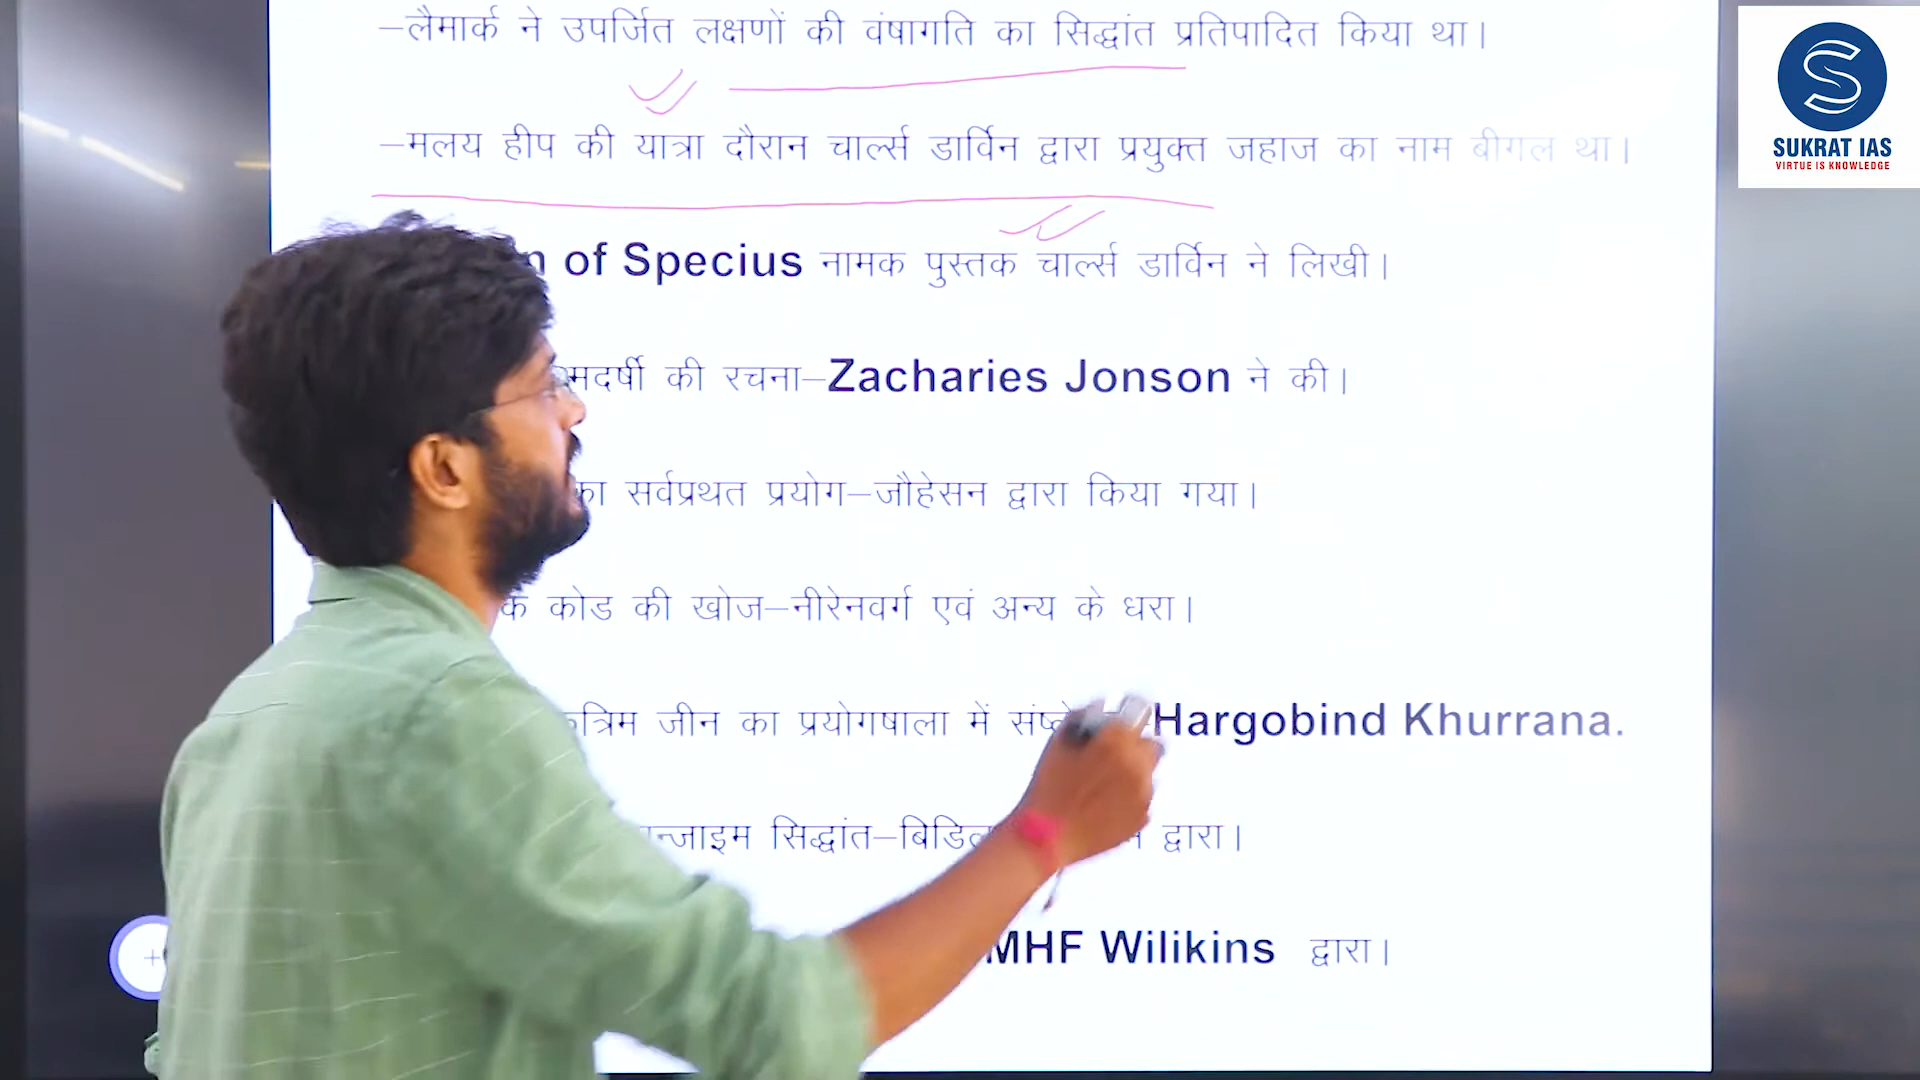 –लैमार्क ने उपर्जित लक्षणों की वंषागति का सिद्धांत प्रतिपादित किया था।
–मलय हीप की यात्रा दौरान चार्ल्स डार्विन द्वारा प्रयुक्त जहाज का नाम बीगल था।
of Specius नामक पुस्तक चार्ल्स डार्विन ने लिखी।
की रचना–Zacharies Jonson ने की।
का सर्वप्रथत प्रयोग–जौहेसन द्वारा किया गया।
कोड की खोज–नीरेनवर्ग एवं अन्य के धरा।
जीन का प्रयोगषाला में Hargobind Khurrana.
सिद्धांत– द्वारा।
MHF Wilikins द्वारा।
S
SUKRAT IAS
VIRTUE IS KNOWLEDGE